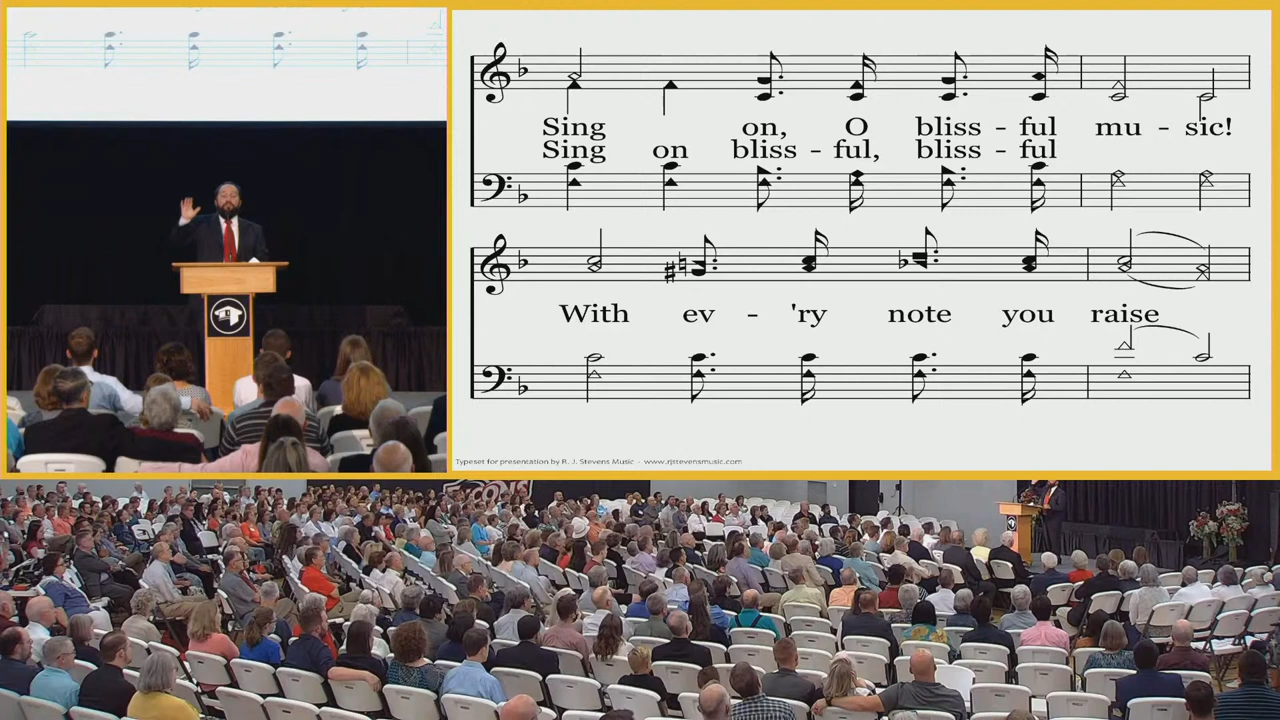 Sing on, O bliss - ful mu - sic!
Sing on bliss - ful, bliss - ful
With ev - 'ry note you raise
Typeset for presentation by R. J. Stevens Music - www.rjstevensmusic.com